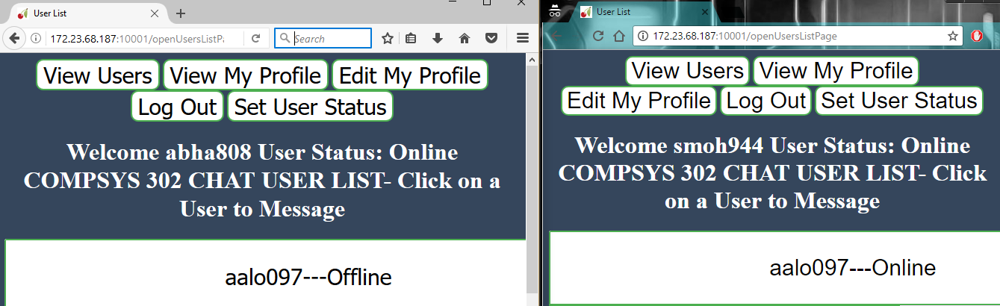 User List
172.23.68.187:10001/openUsersListPa
Search
View Users View My Profile Edit My Profile
Log Out Set User Status
Welcome abha808 User Status: Online
COMPSYS 302 CHAT USER LIST- Click on a
User to Message
aalo097---Offline
User List
172.23.68.187:10001/openUsersListPage
View Users View My Profile
Edit My Profile Log Out Set User Status
Welcome smoh944 User Status: Online
COMPSYS 302 CHAT USER LIST- Click
on a User to Message
aalo097---Online